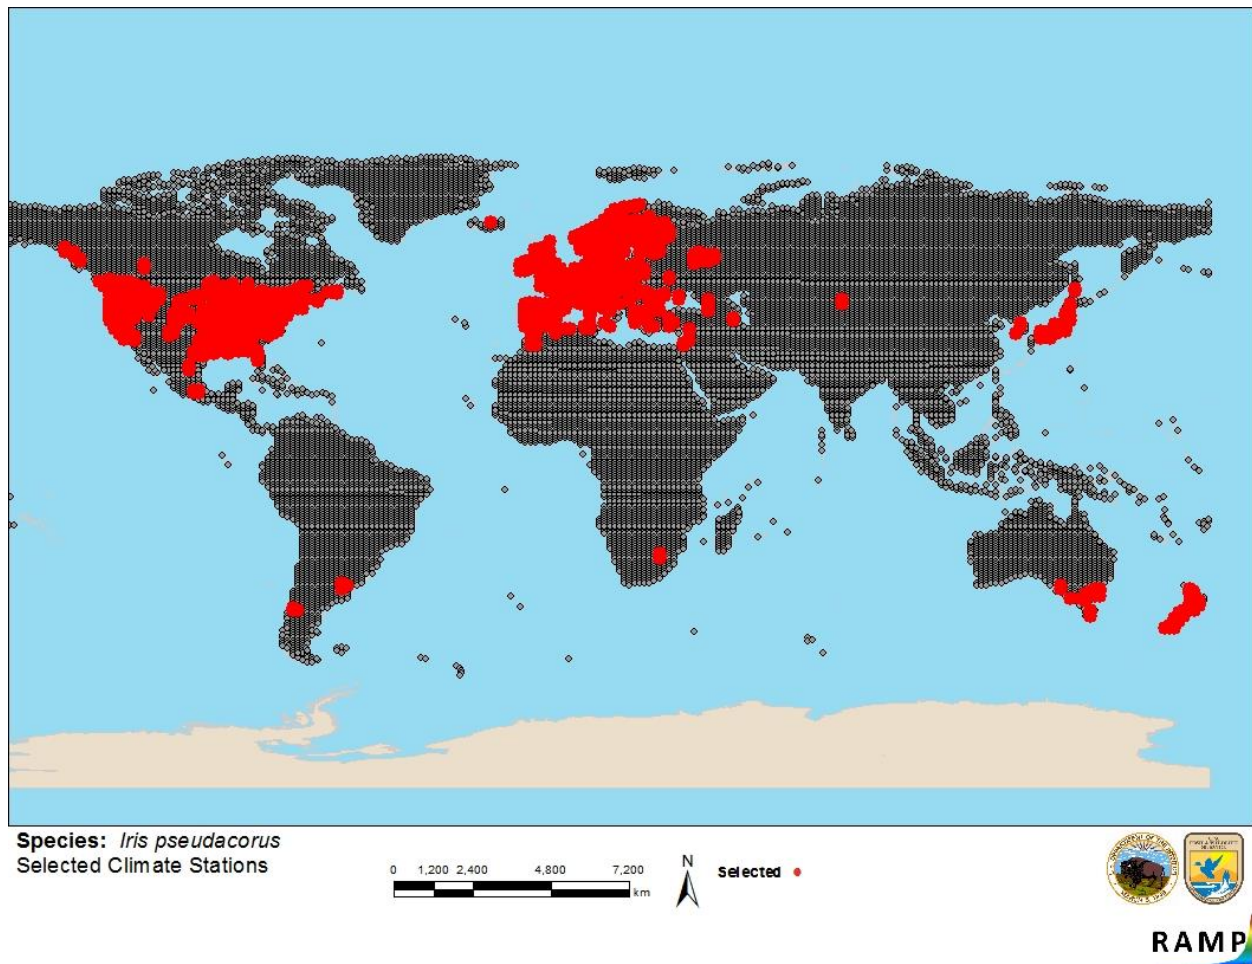 Species: Iris pseudacorus
Selected Climate Stations
0 1,200 2,400 4,800 7,200
km
N
Selected
RAMP